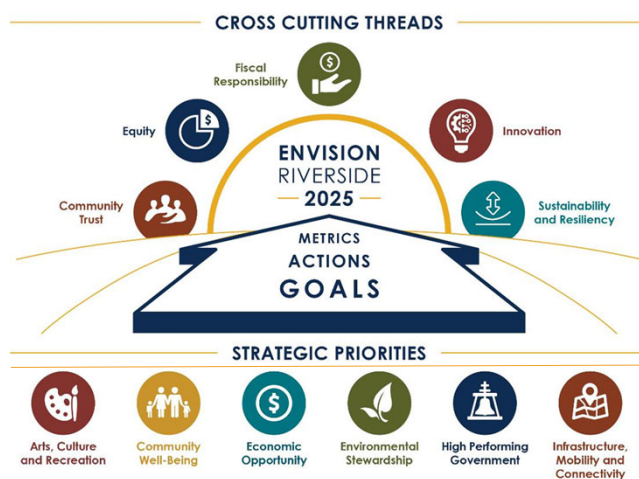 CROSS CUTTING THREADS
Fiscal
Responsibility
$
Equity
$
Innovation
Community
Trust
Sustainability
and Resiliency
ENVISION
RIVERSIDE
2025
METRICS
ACTIONS
GOALS
STRATEGIC PRIORITIES
$
Arts, Culture
and Recreation
Community
Well-Being
Economic
Opportunity
Environmental
Stewardship
High Performing
Government
Infrastructure,
Mobility and
Connectivity